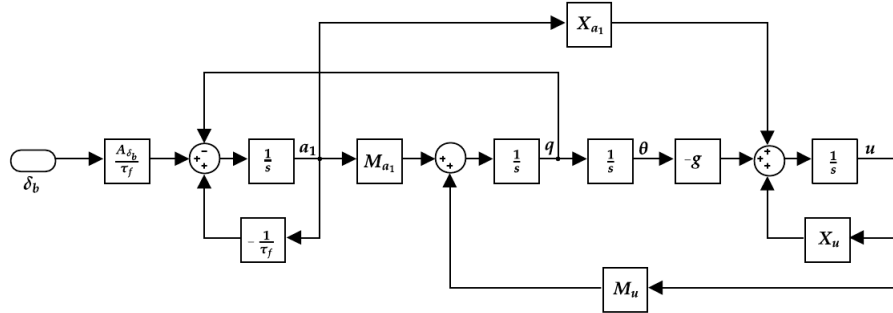 X_{a_1}
δ_b
A_{δ_b}/τ_f
-
+ +
1/s
a_1
M_{a_1}
+ +
1/s
q
1/s
θ
-g
+
+ +
1/s
u
-1/τ_f
X_u
M_u